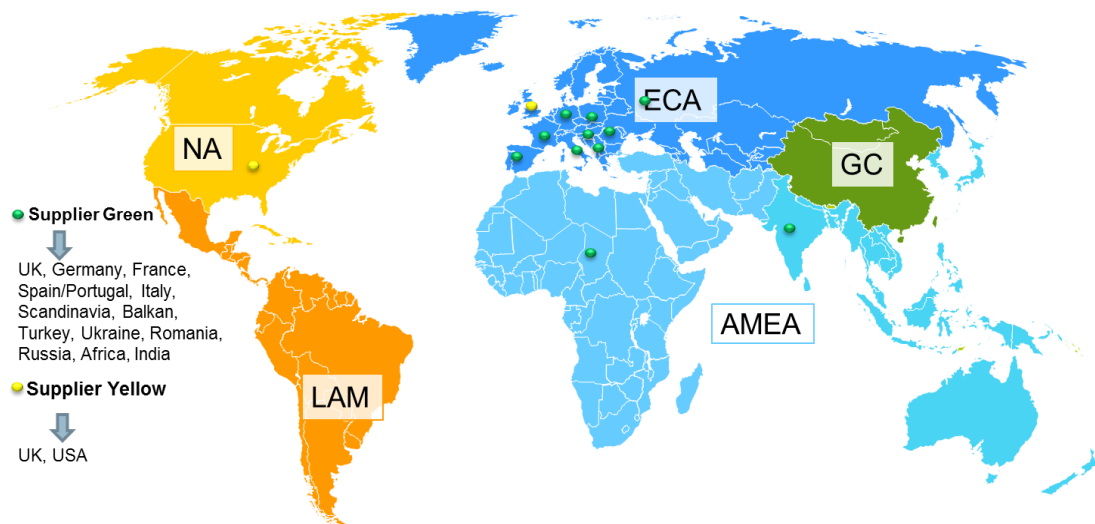 ECA
NA
GC
Supplier Green
UK, Germany, France,
Spain/Portugal, Italy,
Scandinavia, Balkan,
Turkey, Ukraine, Romania,
Russia, Africa, India
AMEA
Supplier Yellow
LAM
UK, USA